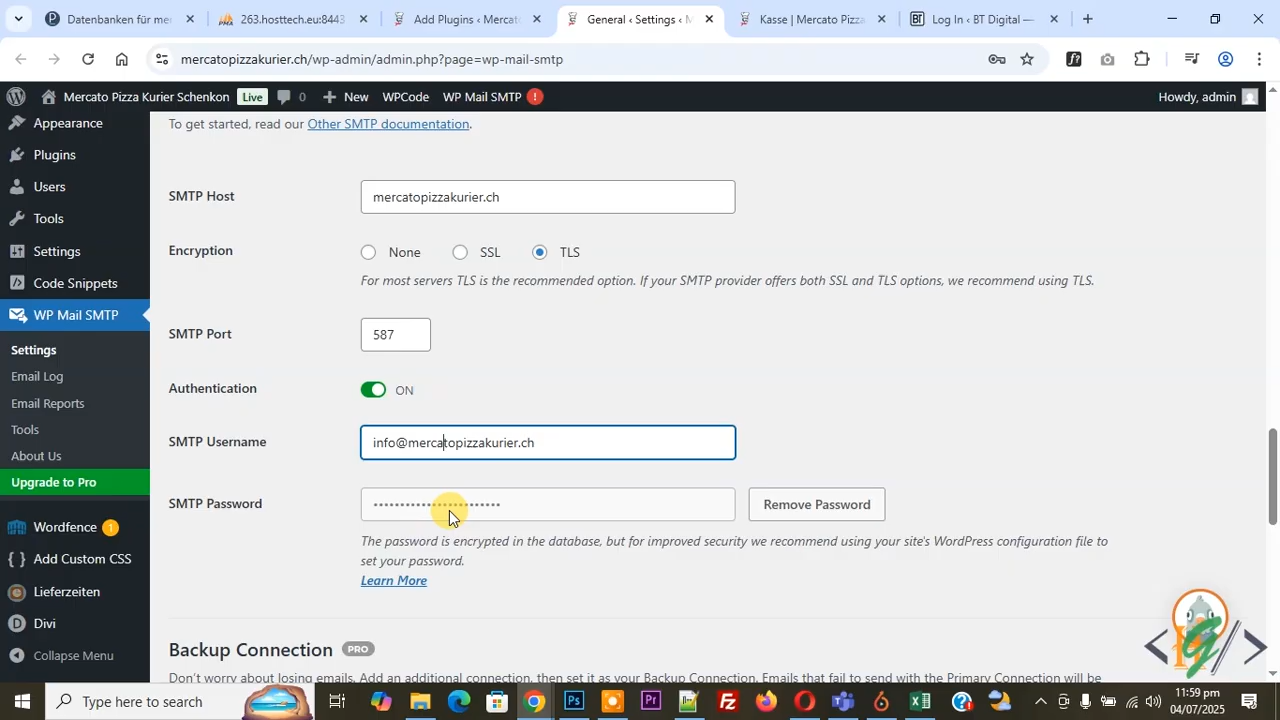 Databanken für me
263.hosttech.eu:8443
Add Plugins ‹ Mercato
General ‹ Settings ‹ M
Kasse | Mercato Pizza
Log In ‹ BT Digital —
mercatopizzakurier.ch/wp-admin/admin.php?page=wp-mail-smtp
Mercato Pizza Kurier Schenkon Live 0 New WPCode WPMail SMTP ! Howdy, admin
Appearance
Plugins
Users
Tools
Settings
Code Snippets
WP Mail SMTP
Settings
Email Log
Email Reports
Tools
About Us
Upgrade to Pro
Wordfence 1
Add Custom CSS
Lieferzeiten
Divi
Collapse Menu
To get started, read our Other SMTP documentation.
SMTP Host
mercatopizzakurier.ch
Encryption
None SSL TLS
For most servers TLS is the recommended option. If your SMTP provider offers both SSL and TLS options, we recommend using TLS.
SMTP Port
587
Authentication
ON
SMTP Username
info@mercatopizzakurier.ch
SMTP Password
Remove Password
The password is encrypted in the database, but for improved security we recommend using your site's WordPress configuration file to
set your password.
Learn More
Backup Connection PRO
Don't worry about losing emails. Add an additional connection, then set it as your Backup Connection. Emails that fail to send with the Primary Connection will be
Type here to search
11:59 pm
04/07/2025